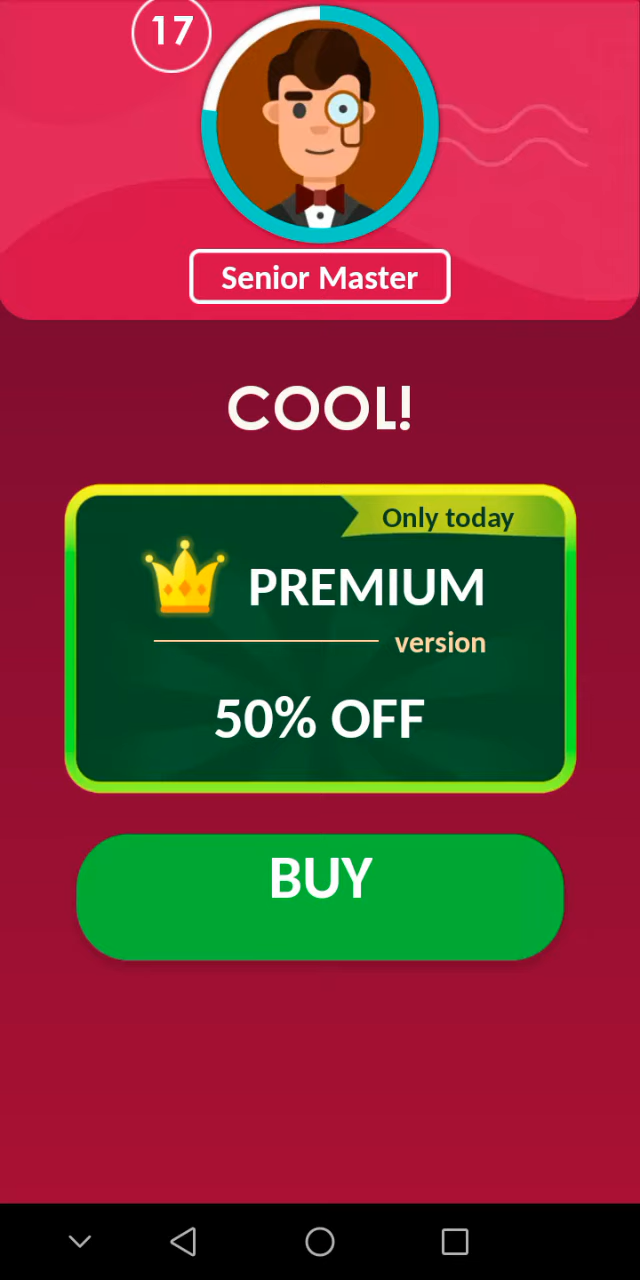 17
Senior Master
COOL!
Only today
PREMIUM
version
50% OFF
BUY